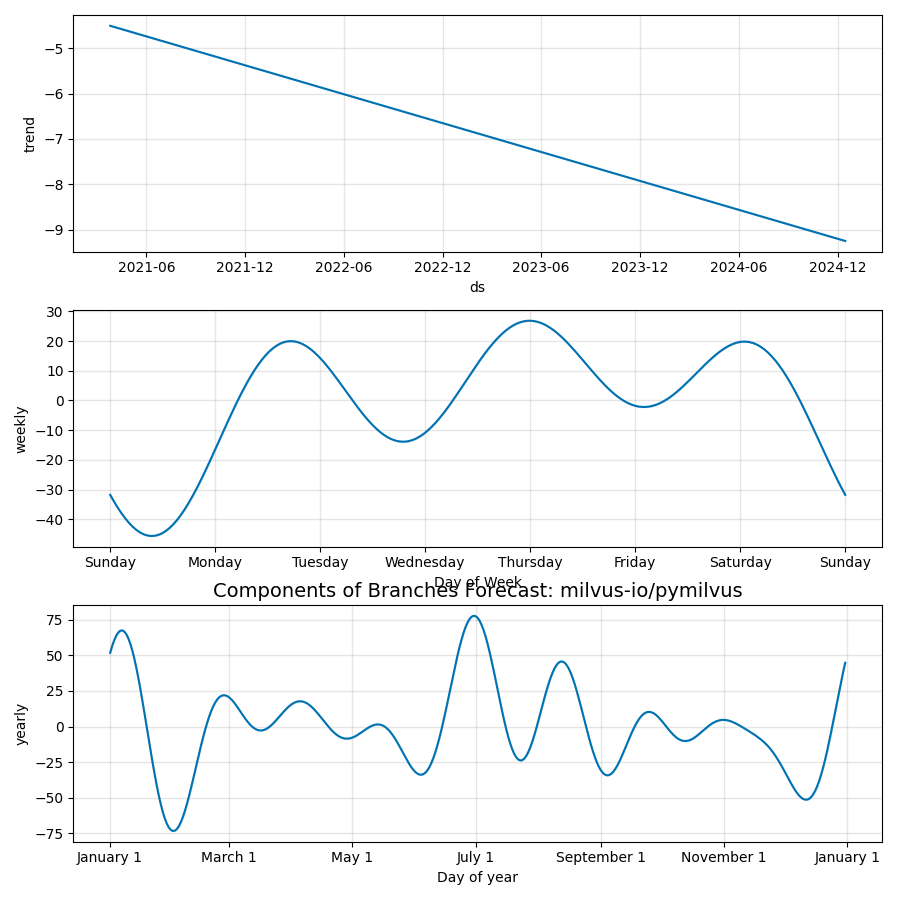 −5
−6
−7
−8
−9
trend
2021-06 2021-12 2022-06 2022-12 2023-06 2023-12 2024-06 2024-12
ds
30
20
10
0
−10
−20
−30
−40
weekly
Sunday Monday Tuesday Wednesday Thursday Friday Saturday Sunday
Day of Week
Components of Branches Forecast: milvus-io/pymilvus
75
50
25
0
−25
−50
−75
yearly
January 1 March 1 May 1 July 1 September 1 November 1 January 1
Day of year